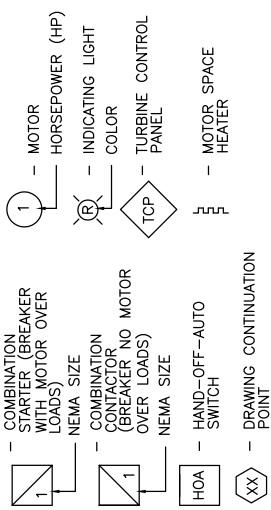 1
- COMBINATION
STARTER (BREAKER
WITH MOTOR OVER
LOADS)
NEMA SIZE
1
- COMBINATION
CONTACTOR
(BREAKER NO MOTOR
OVER LOADS)
NEMA SIZE
HOA
- HAND-OFF-AUTO
SWITCH
XX
- DRAWING CONTINUATION
POINT
1
- MOTOR
HORSEPOWER (HP)
R
- INDICATING LIGHT
COLOR
TCP
- TURBINE CONTROL
PANEL
- MOTOR SPACE
HEATER